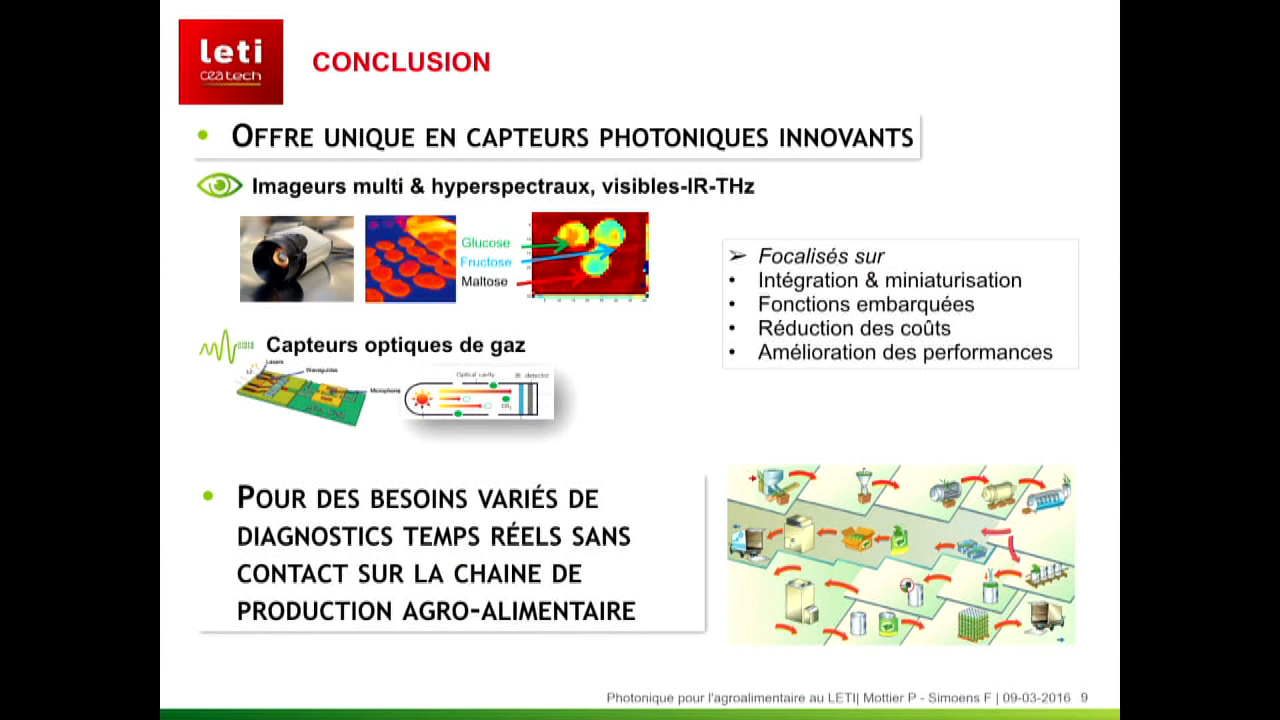 leti
cea tech
CONCLUSION
• OFFRE UNIQUE EN CAPTEURS PHOTONIQUES INNOVANTS
Imageurs multi & hyperspectraux, visibles-IR-THz
Glucose
Fructose
Maltose
➢ Focalisés sur
• Intégration & miniaturisation
• Fonctions embarquées
• Réduction des coûts
• Amélioration des performances
Capteurs optiques de gaz
Lasers
Waveguides
Microphone
Optical cavity
IR detector
• POUR DES BESOINS VARIÉS DE
DIAGNOSTICS TEMPS RÉELS SANS
CONTACT SUR LA CHAINE DE
PRODUCTION AGRO-ALIMENTAIRE
Photonique pour l'agroalimentaire au LETI| Mottier P - Simoens F | 09-03-2016 9